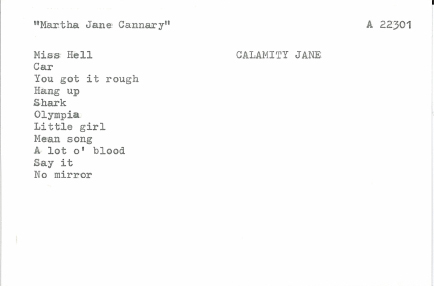 "Martha Jane Cannary" A 22301
Miss Hell CALAMITY JANE
Car
You got it rough
Hang up
Shark
Olympia
Little girl
Mean song
A lot o' blood
Say it
No mirror